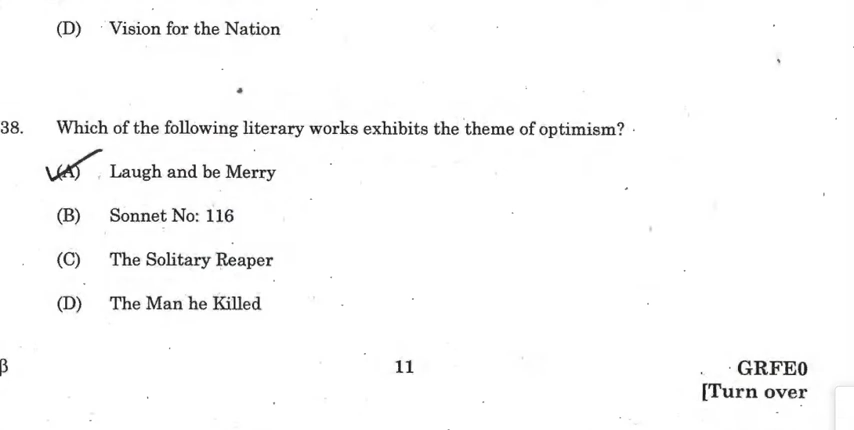 (D) Vision for the Nation
38. Which of the following literary works exhibits the theme of optimism?
(A) Laugh and be Merry
(B) Sonnet No: 116
(C) The Solitary Reaper
(D) The Man he Killed
β 11 GRFE0
[Turn over